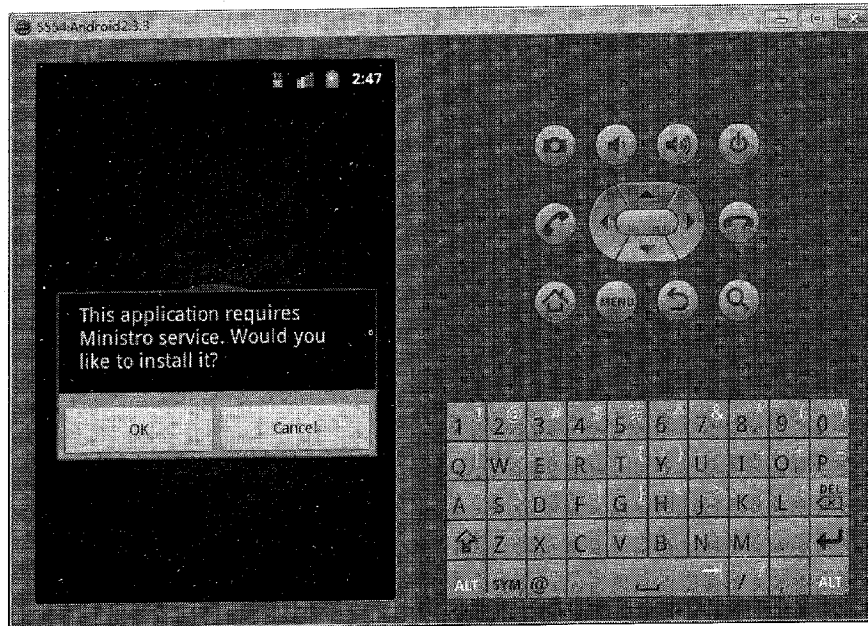 5554:Android2.3.3
2:47
This application requires
Ministro service. Would you
like to install it?
OK Cancel
MENU
1 ! 2 @ 3 # 4 $ 5 % 6 ^ 7 & 8 * 9 ( 0 )
Q W E R T { Y } U I O P
A S D F [ G ] H J K L DEL
Z X C V B N M .
ALT SYM @ / ? , ALT